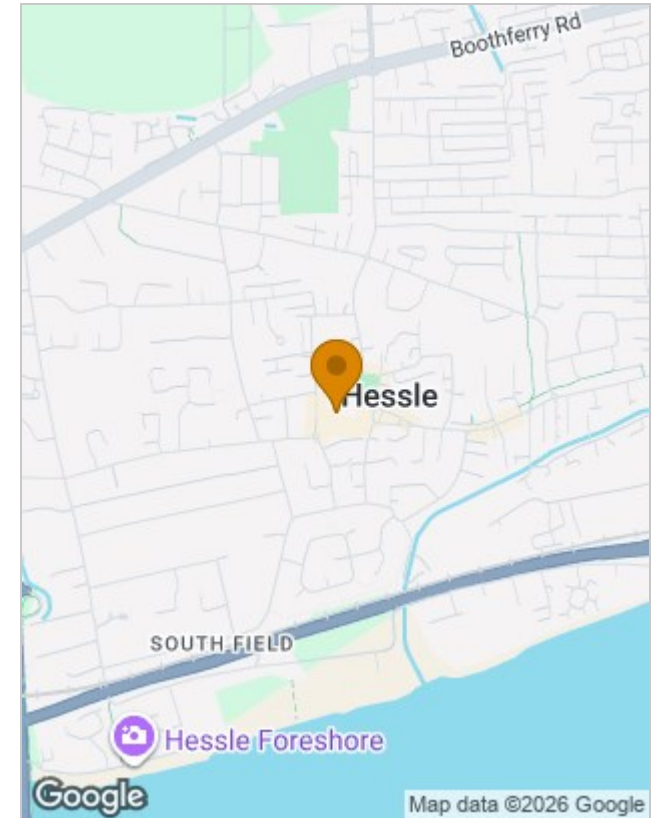 Boothferry Rd
Hessle
SOUTH FIELD
Hessle Foreshore
Google
Map data ©2026 Google